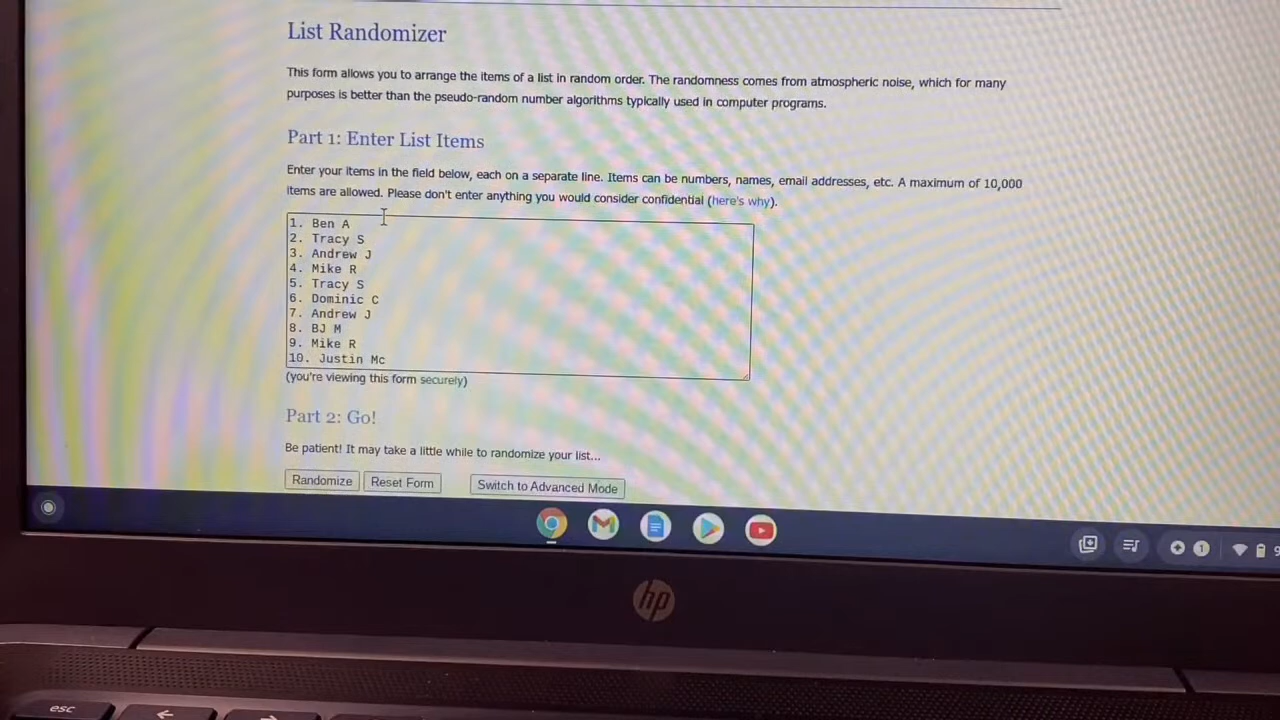 List Randomizer
This form allows you to arrange the items of a list in random order. The randomness comes from atmospheric noise, which for many
purposes is better than the pseudo-random number algorithms typically used in computer programs.
Part 1: Enter List Items
Enter your items in the field below, each on a separate line. Items can be numbers, names, email addresses, etc. A maximum of 10,000
items are allowed. Please don't enter anything you would consider confidential (here's why).
1. Ben A
2. Tracy S
3. Andrew J
4. Mike R
5. Tracy S
6. Dominic C
7. Andrew J
8. BJ M
9. Mike R
10. Justin Mc
(you're viewing this form securely)
Part 2: Go!
Be patient! It may take a little while to randomize your list...
Randomize Reset Form Switch to Advanced Mode
1 9
hp
esc